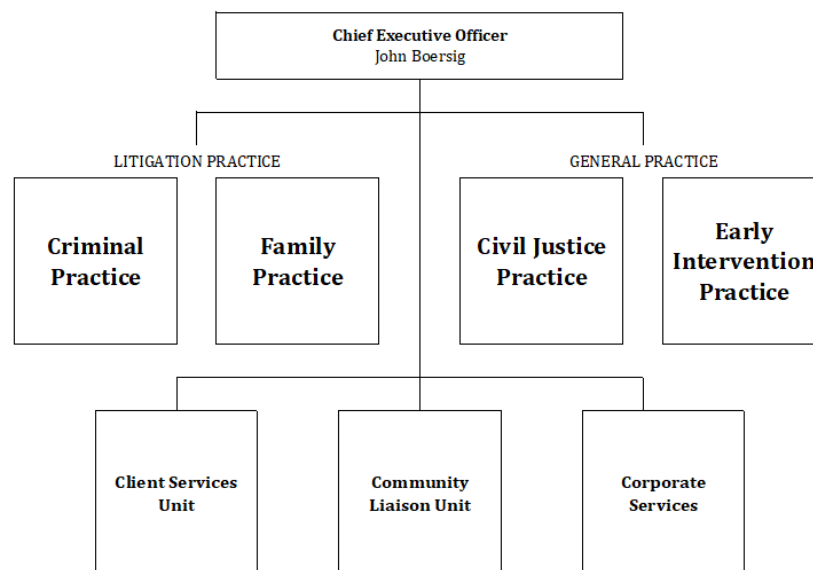 Chief Executive Officer
John Boersig
LITIGATION PRACTICE
GENERAL PRACTICE
Criminal
Practice
Family
Practice
Civil Justice
Practice
Early
Intervention
Practice
Client Services
Unit
Community
Liaison Unit
Corporate
Services